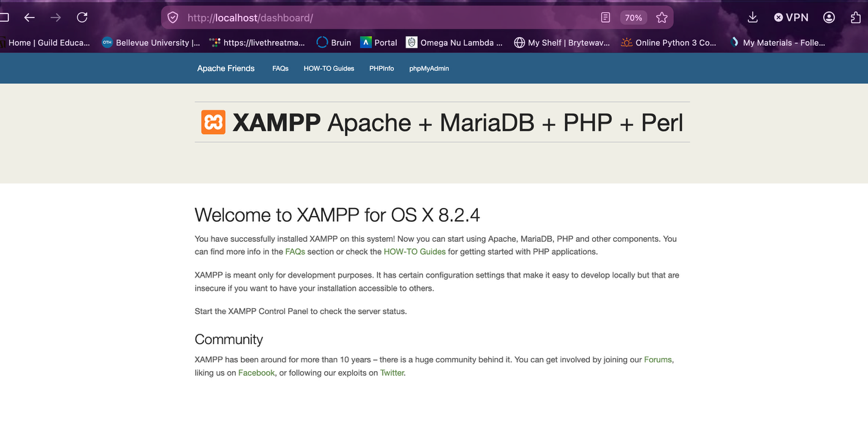 http://localhost/dashboard/ 70% VPN
Home | Guild Educa... Bellevue University |... https://livethreatma... Bruin Portal Omega Nu Lambda ... My Shelf | Brytewav... Online Python 3 Co... My Materials - Folle...
Apache Friends FAQs HOW-TO Guides PHPInfo phpMyAdmin
XAMPP Apache + MariaDB + PHP + Perl
Welcome to XAMPP for OS X 8.2.4
You have successfully installed XAMPP on this system! Now you can start using Apache, MariaDB, PHP and other components. You
can find more info in the FAQs section or check the HOW-TO Guides for getting started with PHP applications.
XAMPP is meant only for development purposes. It has certain configuration settings that make it easy to develop locally but that are
insecure if you want to have your installation accessible to others.
Start the XAMPP Control Panel to check the server status.
Community
XAMPP has been around for more than 10 years – there is a huge community behind it. You can get involved by joining our Forums,
liking us on Facebook, or following our exploits on Twitter.